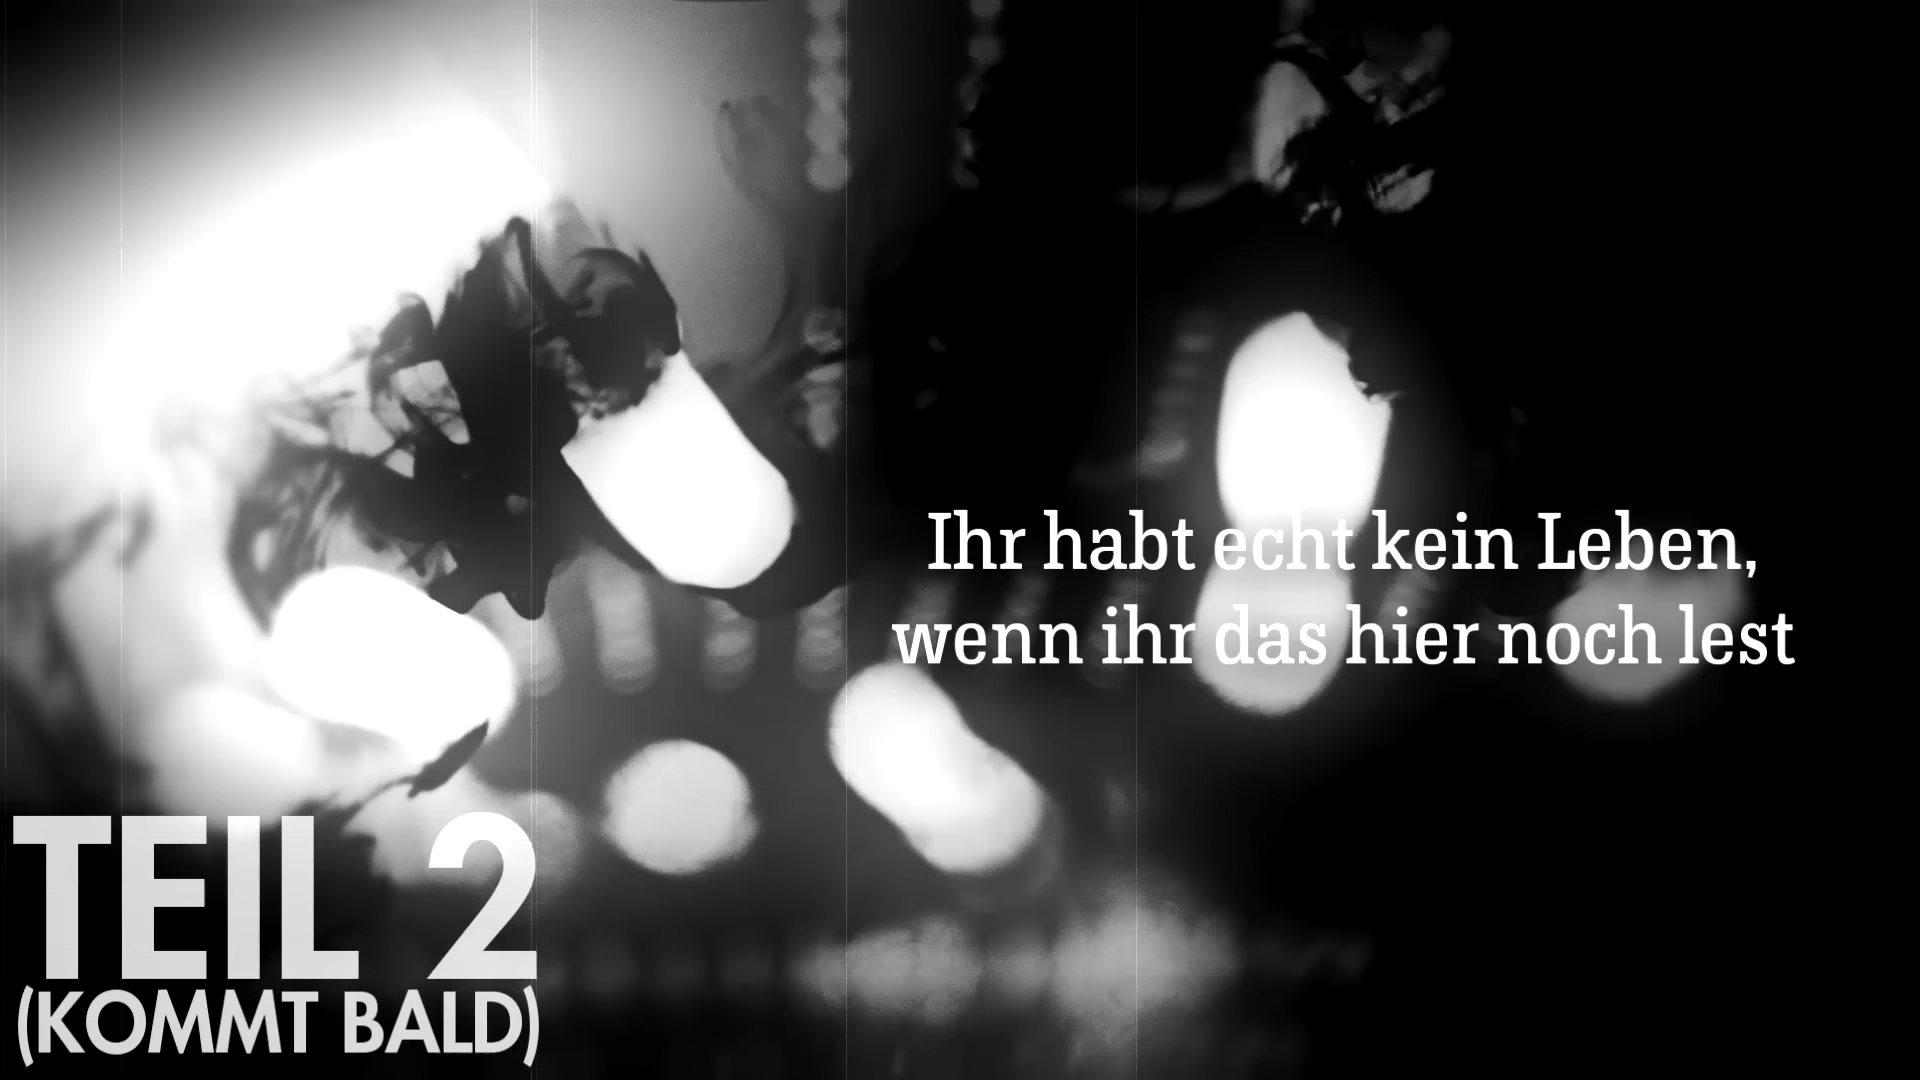 Ihr habt echt kein Leben,
wenn ihr das hier noch lest
TEIL 2
(KOMMT BALD)